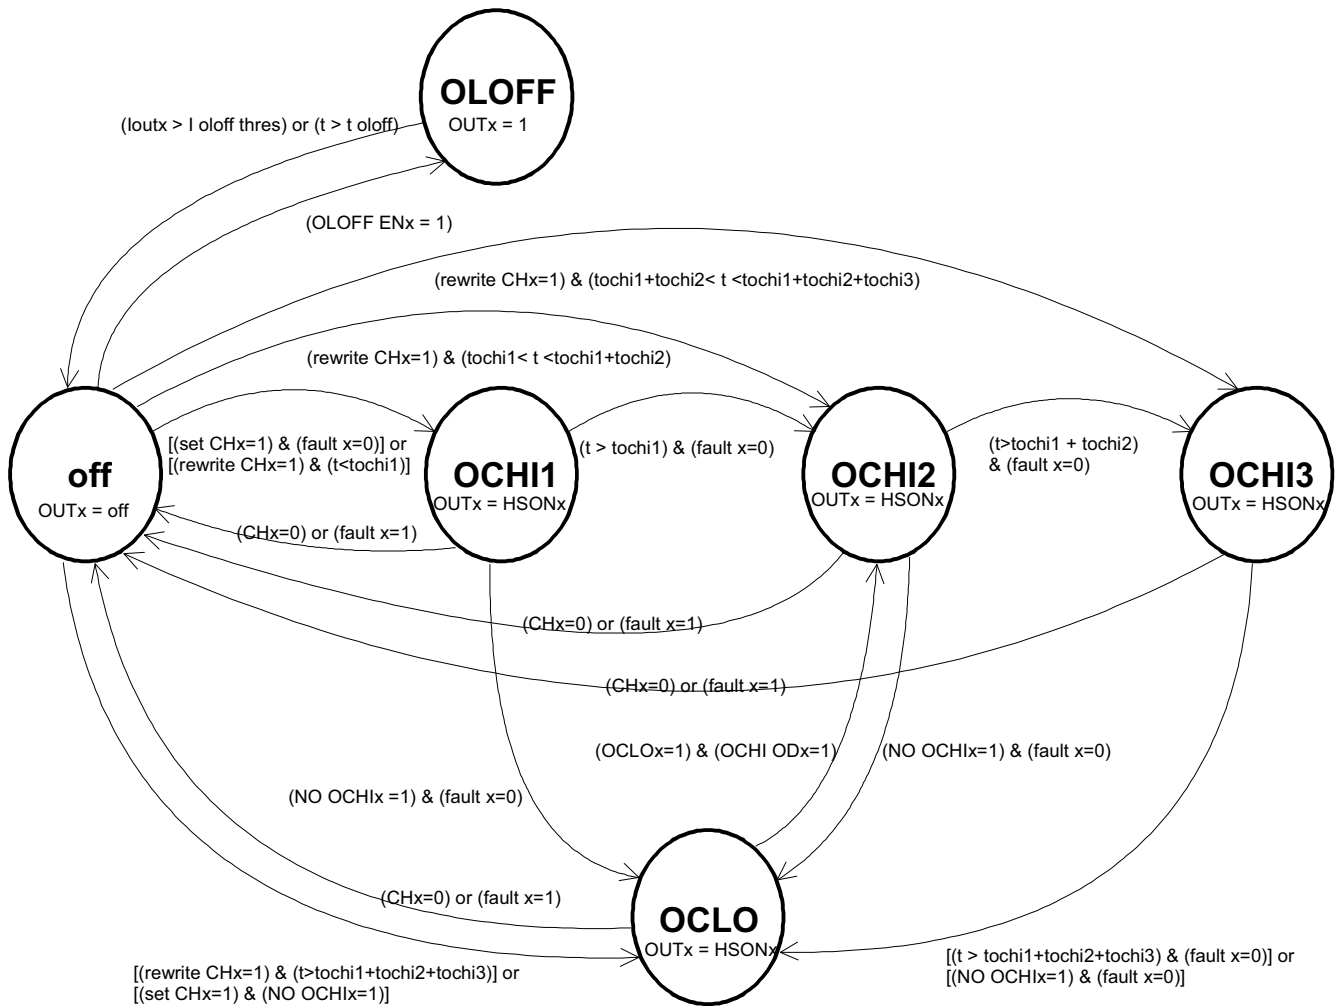 OLOFF
OUTx = 1
(Ioutx > I oloff thres) or (t > t oloff)
(OLOFF ENx = 1)
(rewrite CHx=1) & (tochi1+tochi2< t <tochi1+tochi2+tochi3)
(rewrite CHx=1) & (tochi1< t <tochi1+tochi2)
[(set CHx=1) & (fault x=0)] or
[(rewrite CHx=1) & (t<tochi1)]
(t > tochi1) & (fault x=0)
(t>tochi1 + tochi2)
& (fault x=0)
off
OUTx = off
OCHI1
OUTx = HSONx
OCHI2
OUTx = HSONx
OCHI3
OUTx = HSONx
(CHx=0) or (fault x=1)
(CHx=0) or (fault x=1)
(CHx=0) or (fault x=1)
(OCLOx=1) & (OCHI ODx=1)
(NO OCHIx=1) & (fault x=0)
(NO OCHIx =1) & (fault x=0)
(CHx=0) or (fault x=1)
OCLO
OUTx = HSONx
[(rewrite CHx=1) & (t>tochi1+tochi2+tochi3)] or
[(set CHx=1) & (NO OCHIx=1)]
[(t > tochi1+tochi2+tochi3) & (fault x=0)] or
[(NO OCHIx=1) & (fault x=0)]